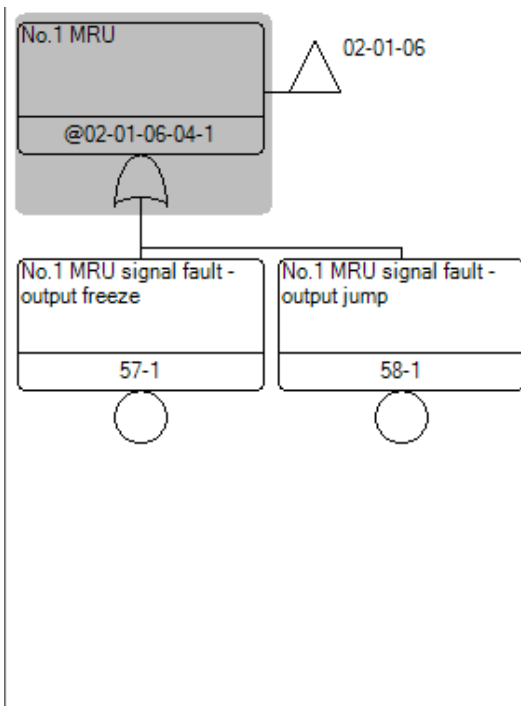 No.1 MRU
02-01-06
@02-01-06-04-1
No.1 MRU signal fault -
output freeze
No.1 MRU signal fault -
output jump
57-1
58-1